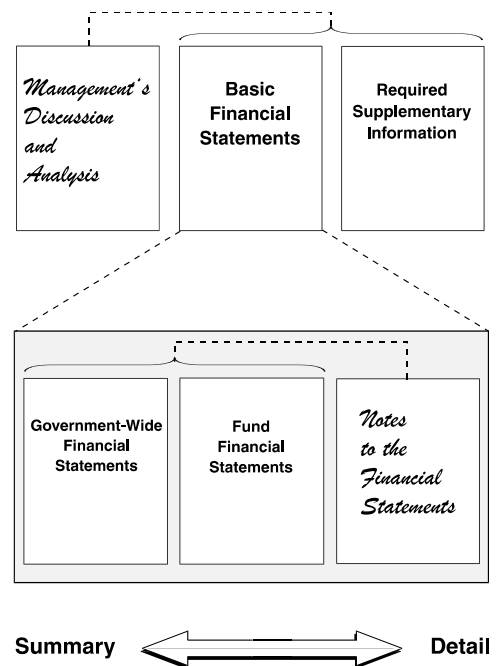 Management's
Discussion
and
Analysis
Basic
Financial
Statements
Required
Supplementary
Information
Government-Wide
Financial
Statements
Fund
Financial
Statements
Notes
to the
Financial
Statements
Summary
Detail